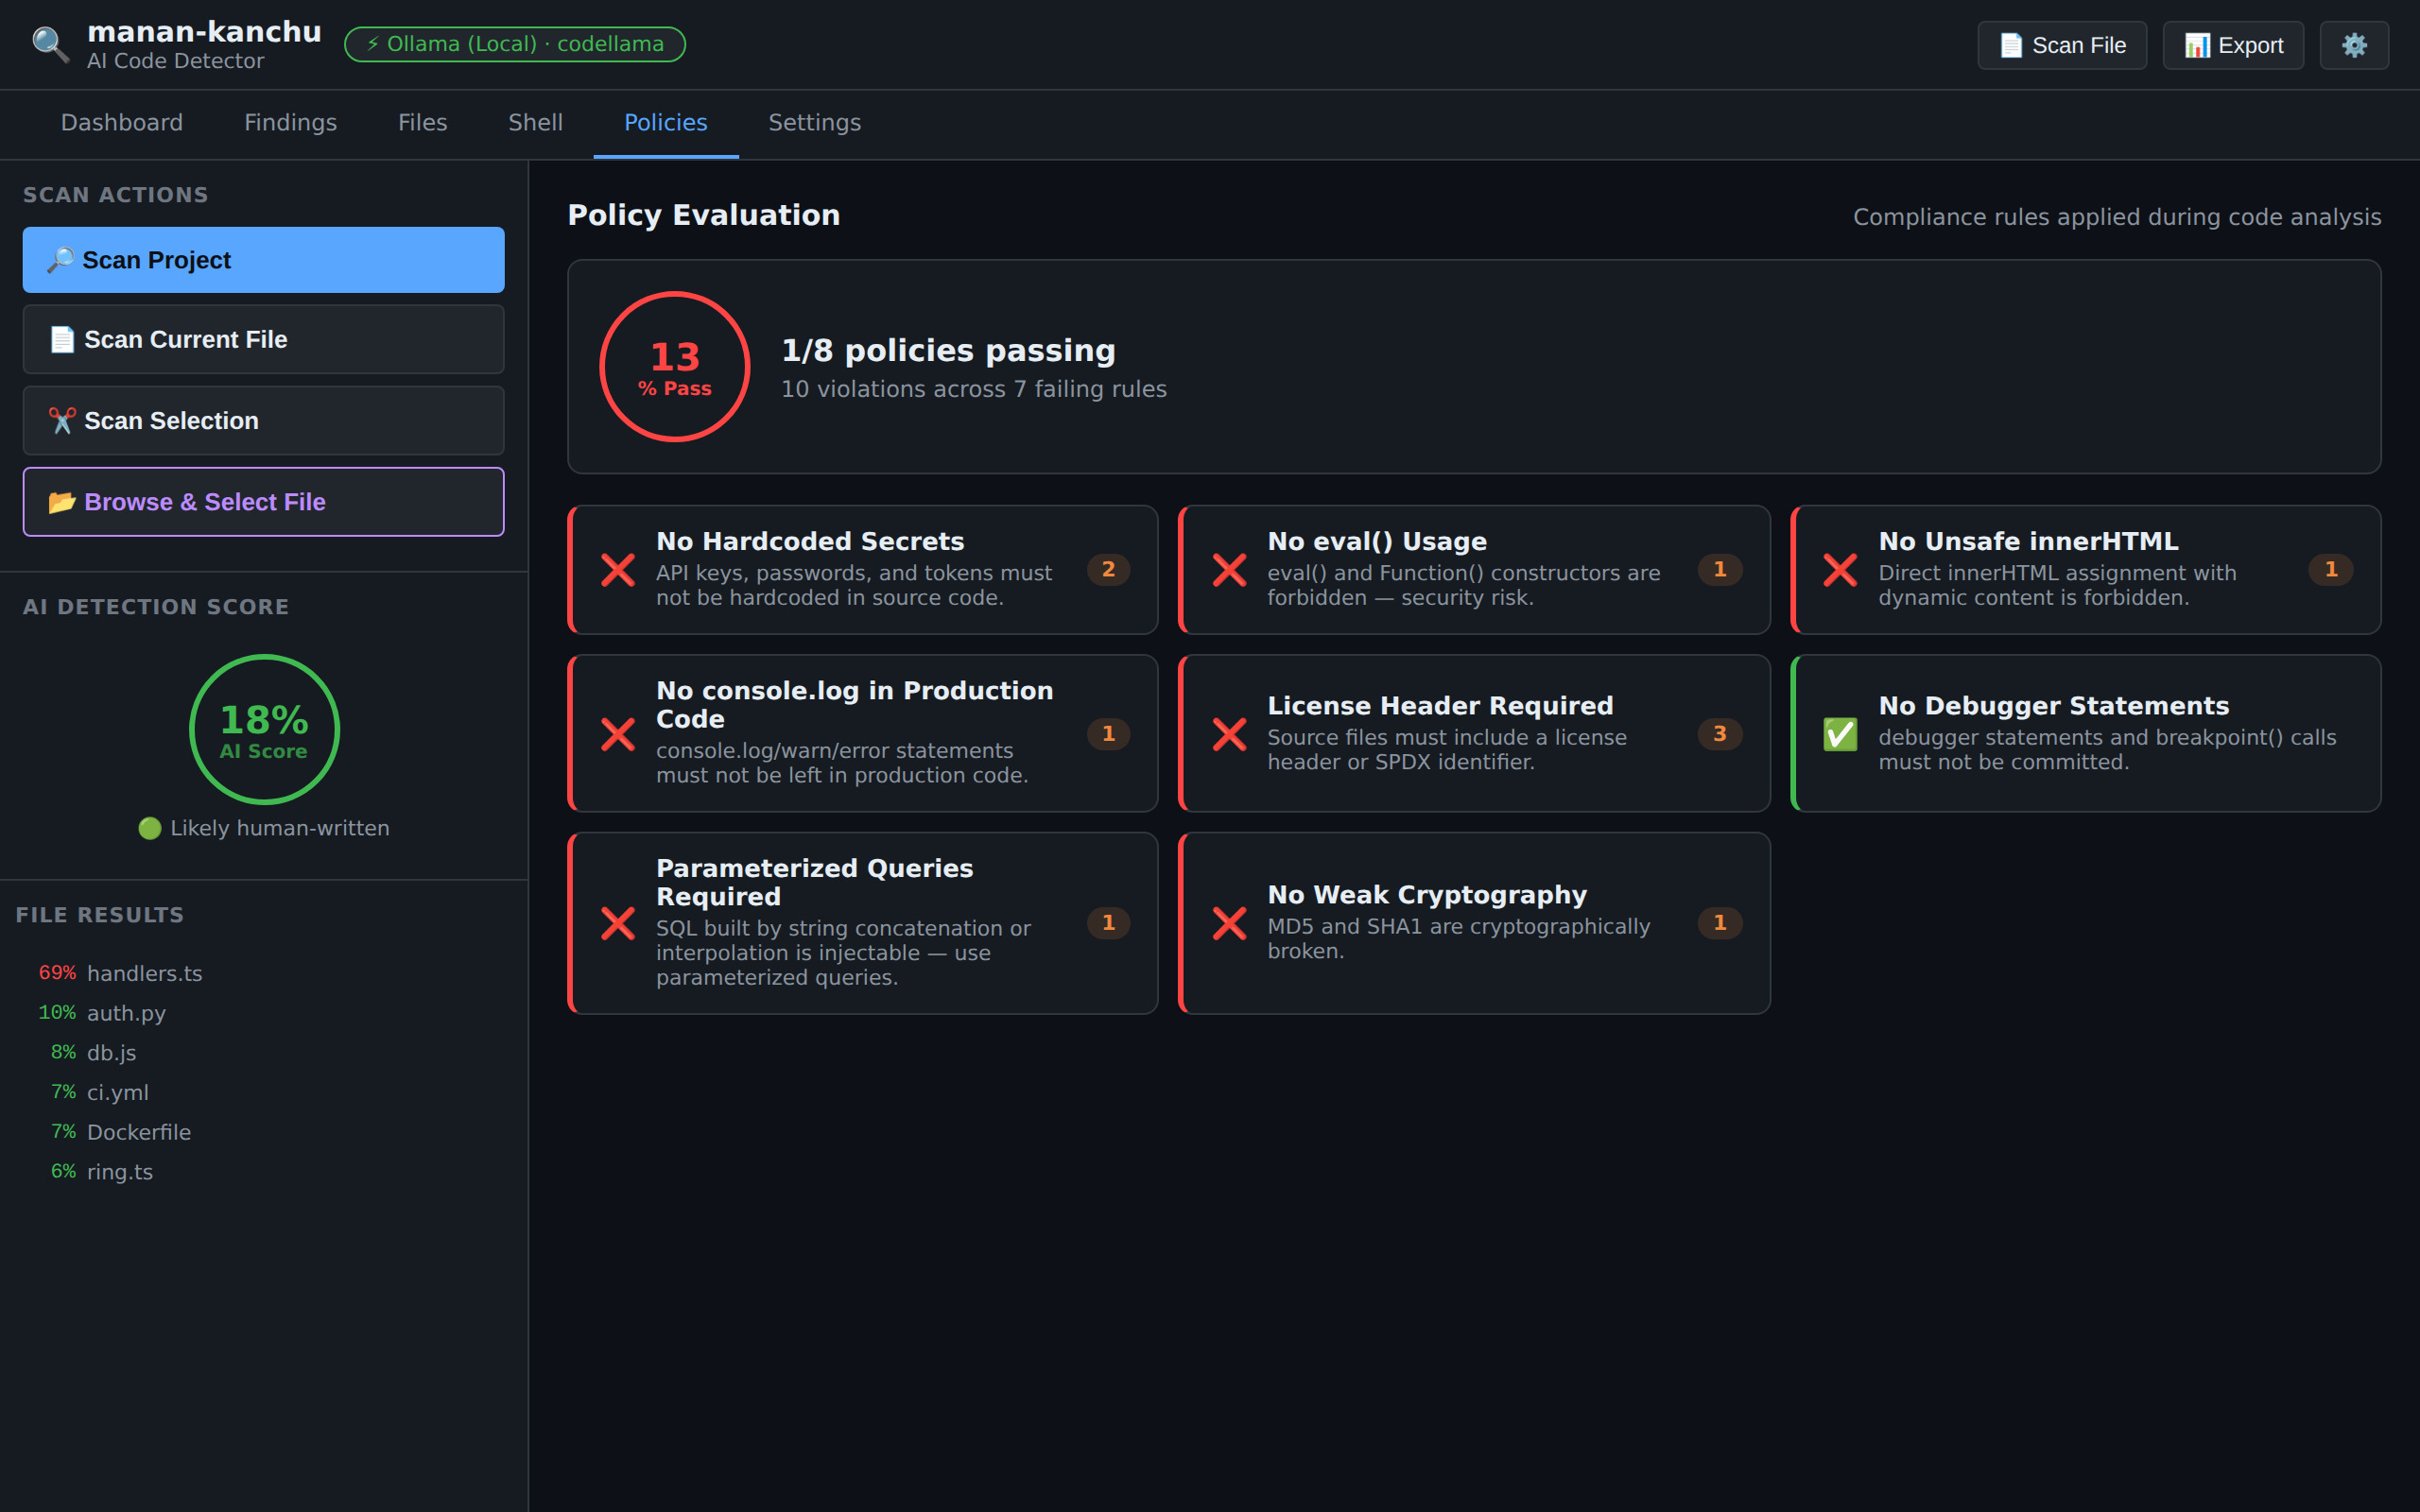 manan-kanchu
AI Code Detector
⚡ Ollama (Local) · codellama
Scan File
Export
Dashboard
Findings
Files
Shell
Policies
Settings
SCAN ACTIONS
Scan Project
Scan Current File
Scan Selection
Browse & Select File
AI DETECTION SCORE
18%
AI Score
Likely human-written
FILE RESULTS
69% handlers.ts
10% auth.py
8% db.js
7% ci.yml
7% Dockerfile
6% ring.ts
Policy Evaluation
Compliance rules applied during code analysis
13
% Pass
1/8 policies passing
10 violations across 7 failing rules
No Hardcoded Secrets
API keys, passwords, and tokens must
not be hardcoded in source code.
2
No eval() Usage
eval() and Function() constructors are
forbidden — security risk.
1
No Unsafe innerHTML
Direct innerHTML assignment with
dynamic content is forbidden.
1
No console.log in Production
Code
console.log/warn/error statements
must not be left in production code.
1
License Header Required
Source files must include a license
header or SPDX identifier.
3
No Debugger Statements
debugger statements and breakpoint() calls
must not be committed.
Parameterized Queries
Required
SQL built by string concatenation or
interpolation is injectable — use
parameterized queries.
1
No Weak Cryptography
MD5 and SHA1 are cryptographically
broken.
1